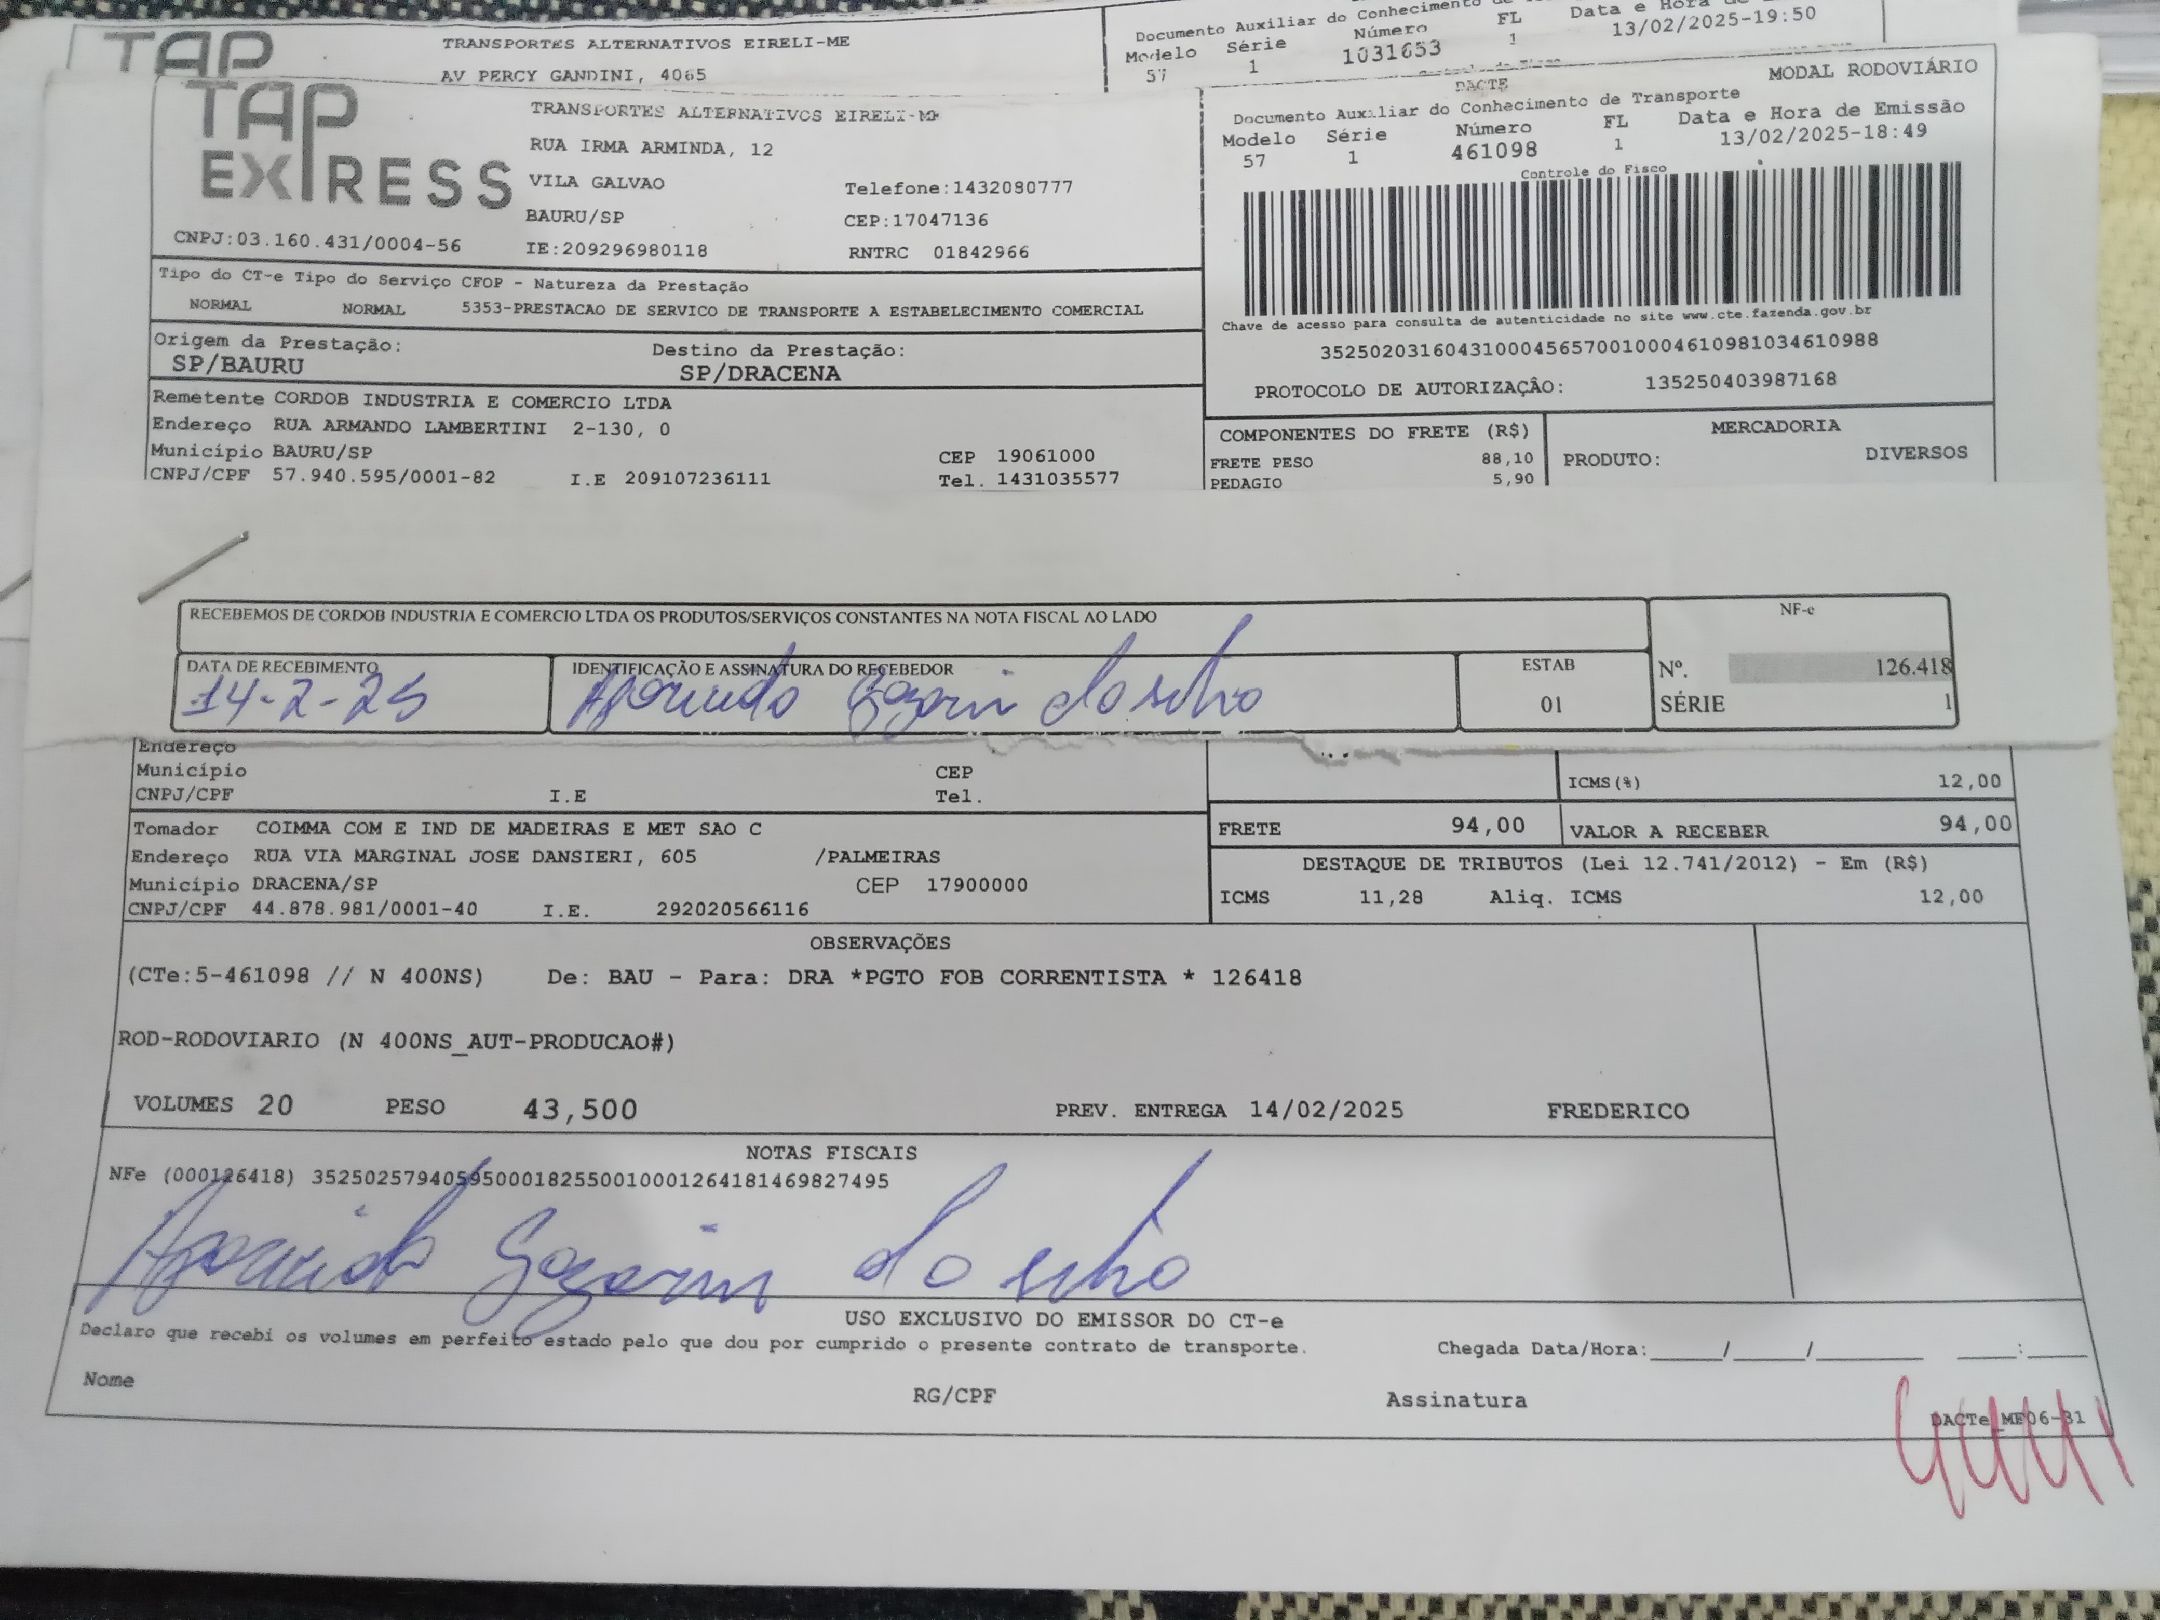 TAP
TRANSPORTES ALTERNATIVOS EIRELI-ME
AV PERCY GANDINI, 4065
Documento Auxiliar do Conhecimento de
Modelo Série Número FL Data e Hora de
57 1 1031653 1 13/02/2025-19:50
TAP EXPRESS
TRANSPORTES ALTERNATIVOS EIRELI-ME
RUA IRMA ARMINDA, 12
VILA GALVAO Telefone:1432080777
BAURU/SP CEP:17047136
CNPJ:03.160.431/0004-56 IE:209296980118 RNTRC 01842966
DACTE MODAL RODOVIÁRIO
Documento Auxiliar do Conhecimento de Transporte
Modelo Série Número FL Data e Hora de Emissão
57 1 461098 1 13/02/2025-18:49
Controle do Fisco
Chave de acesso para consulta de autenticidade no site www.cte.fazenda.gov.br
35250203160431000456570010004610981034610988
PROTOCOLO DE AUTORIZAÇÃO: 135250403987168
Tipo do CT-e Tipo do Serviço CFOP - Natureza da Prestação
NORMAL NORMAL 5353-PRESTACAO DE SERVICO DE TRANSPORTE A ESTABELECIMENTO COMERCIAL
Origem da Prestação: Destino da Prestação:
SP/BAURU SP/DRACENA
Remetente CORDOB INDUSTRIA E COMERCIO LTDA
Endereço RUA ARMANDO LAMBERTINI 2-130, 0
Município BAURU/SP CEP 19061000
CNPJ/CPF 57.940.595/0001-82 I.E 209107236111 Tel. 1431035577
COMPONENTES DO FRETE (R$) MERCADORIA
FRETE PESO 88,10 PRODUTO: DIVERSOS
PEDAGIO 5,90
RECEBEMOS DE CORDOB INDUSTRIA E COMERCIO LTDA OS PRODUTOS/SERVIÇOS CONSTANTES NA NOTA FISCAL AO LADO
NF-e
DATA DE RECEBIMENTO IDENTIFICAÇÃO E ASSINATURA DO RECEBEDOR ESTAB Nº. 126.418
14-2-25 Aparecido da silva 01 SÉRIE 1
Endereço
Município CEP
CNPJ/CPF I.E Tel.
ICMS(%) 12,00
Tomador COIMMA COM E IND DE MADEIRAS E MET SAO C
Endereço RUA VIA MARGINAL JOSE DANSIERI, 605 /PALMEIRAS
Município DRACENA/SP CEP 17900000
CNPJ/CPF 44.878.981/0001-40 I.E. 292020566116
FRETE 94,00 VALOR A RECEBER 94,00
DESTAQUE DE TRIBUTOS (Lei 12.741/2012) - Em (R$)
ICMS 11,28 Aliq. ICMS 12,00
OBSERVAÇÕES
(CTe:5-461098 // N 400NS) De: BAU - Para: DRA *PGTO FOB CORRENTISTA * 126418
ROD-RODOVIARIO (N 400NS_AUT-PRODUCAO#)
VOLUMES 20 PESO 43,500 PREV. ENTREGA 14/02/2025 FREDERICO
NOTAS FISCAIS
NFe (000126418) 35250257940595000182550010001264181469827495
Aparecido da silva
USO EXCLUSIVO DO EMISSOR DO CT-e
Declaro que recebi os volumes em perfeito estado pelo que dou por cumprido o presente contrato de transporte. Chegada Data/Hora:____/____/______ ___:___
Nome RG/CPF Assinatura
DACTe ME06-31